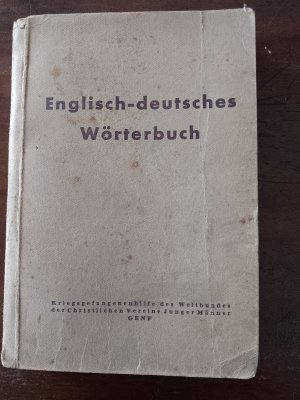 Englisch-deutsches
Wörterbuch
Kriegsgefangenenhilfe des Weltbundes
der Christlichen Vereine Junger Männer
GENF